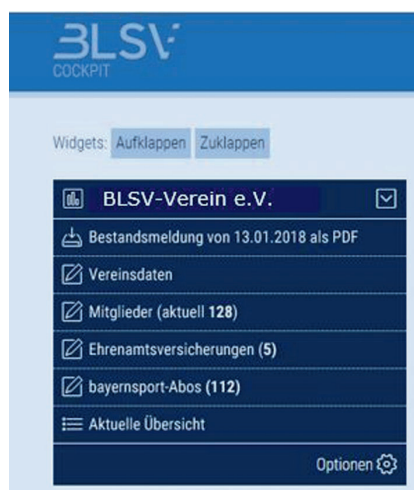 BLSV
COCKPIT
Widgets: Aufklappen Zuklappen
BLSV-Verein e.V.
Bestandsmeldung von 13.01.2018 als PDF
Vereinsdaten
Mitglieder (aktuell 128)
Ehrenamtsversicherungen (5)
bayernsport-Abos (112)
Aktuelle Übersicht
Optionen